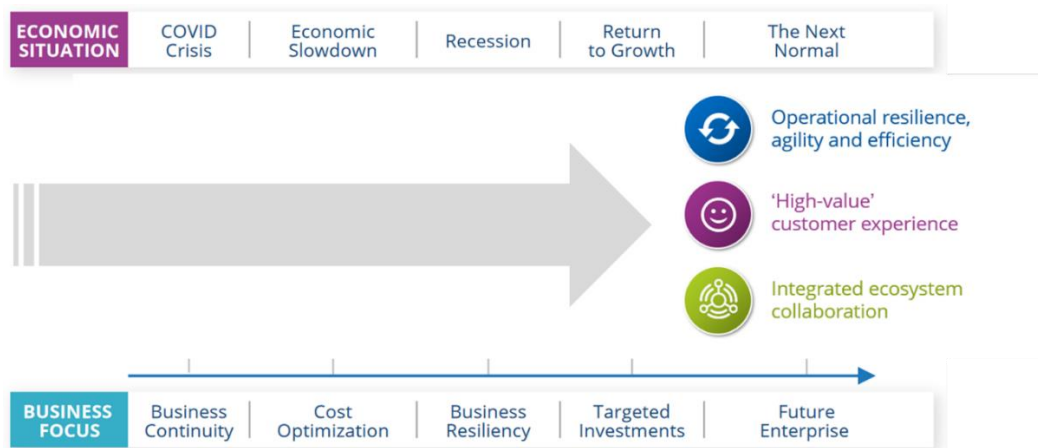 ECONOMIC
SITUATION
COVID
Crisis
Economic
Slowdown
Recession
Return
to Growth
The Next
Normal
Operational resilience,
agility and efficiency
‘High-value’
customer experience
Integrated ecosystem
collaboration
BUSINESS
FOCUS
Business
Continuity
Cost
Optimization
Business
Resiliency
Targeted
Investments
Future
Enterprise